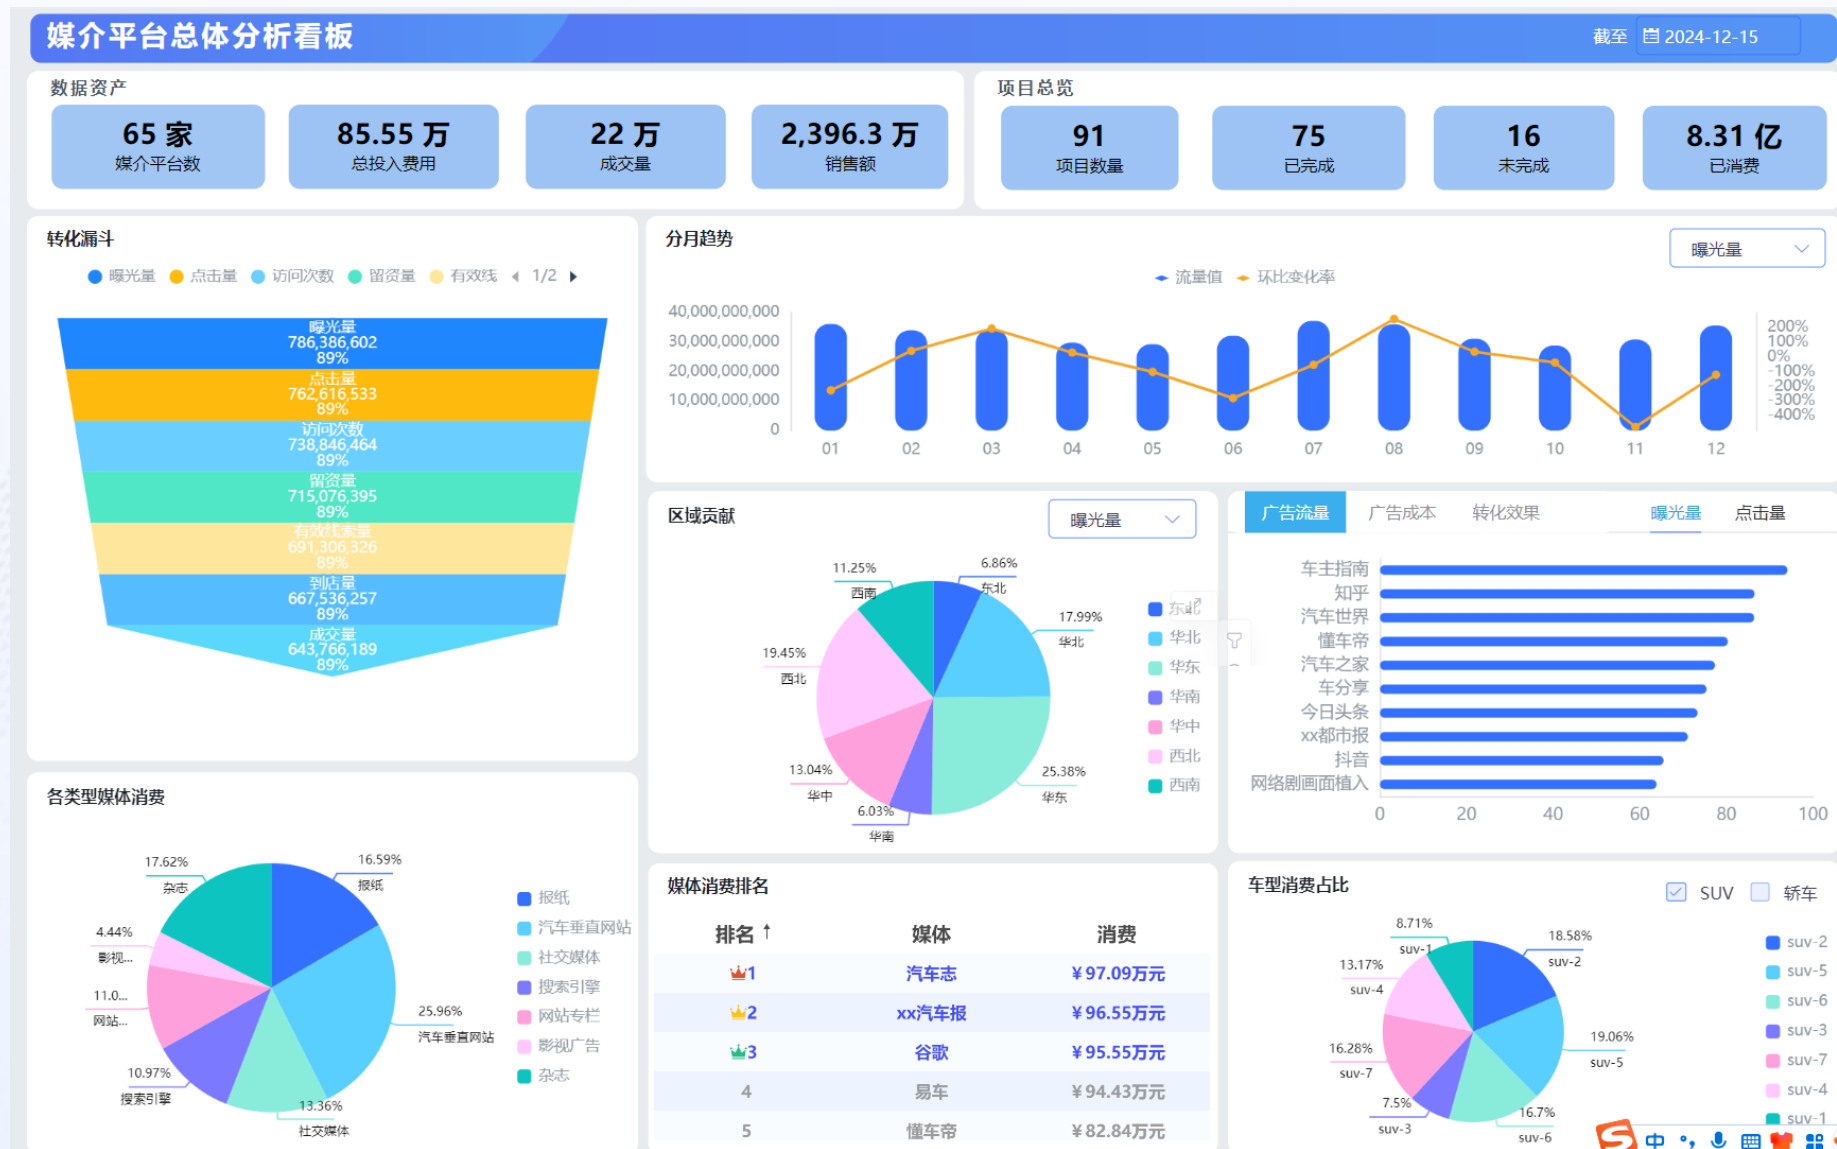 媒介平台总体分析看板
截至 2024-12-15
数据资产
65 家
媒介平台数
85.55 万
总投入费用
22 万
成交量
2,396.3 万
销售额
项目总览
91
项目数量
75
已完成
16
未完成
8.31 亿
已消费
转化漏斗
曝光量 点击量 访问次数 留资量 有效线 1/2
曝光量
786,386,602
89%
点击量
762,616,533
89%
访问次数
738,846,464
89%
留资量
715,076,395
89%
有效线索量
691,306,326
89%
到店量
667,536,257
89%
成交量
643,766,189
89%
分月趋势
曝光量
流量值 环比变化率
40,000,000,000
30,000,000,000
20,000,000,000
10,000,000,000
0
200%
100%
0%
-100%
-200%
-300%
-400%
01 02 03 04 05 06 07 08 09 10 11 12
区域贡献
曝光量
6.86%
东北
17.99%
华北
25.38%
华东
6.03%
华南
13.04%
华中
19.45%
西北
11.25%
西南
东北
华北
华东
华南
华中
西北
西南
广告流量 广告成本 转化效果 曝光量 点击量
车主指南
知乎
汽车世界
懂车帝
汽车之家
车分享
今日头条
xx都市报
抖音
网络剧画面植入
0 20 40 60 80 100
各类型媒体消费
16.59%
报纸
25.96%
汽车垂直网站
13.36%
社交媒体
10.97%
搜索引擎
11.0...
网站...
4.44%
影视...
17.62%
杂志
报纸
汽车垂直网站
社交媒体
搜索引擎
网站专栏
影视广告
杂志
媒体消费排名
排名 ↑ 媒体 消费
1 汽车志 ¥97.09万元
2 xx汽车报 ¥96.55万元
3 谷歌 ¥95.55万元
4 易车 ¥94.43万元
5 懂车帝 ¥82.84万元
车型消费占比
SUV 轿车
18.58%
suv-2
19.06%
suv-5
16.7%
suv-6
7.5%
suv-3
16.28%
suv-7
13.17%
suv-4
8.71%
suv-1
suv-2
suv-5
suv-6
suv-3
suv-7
suv-4
suv-1
S 中